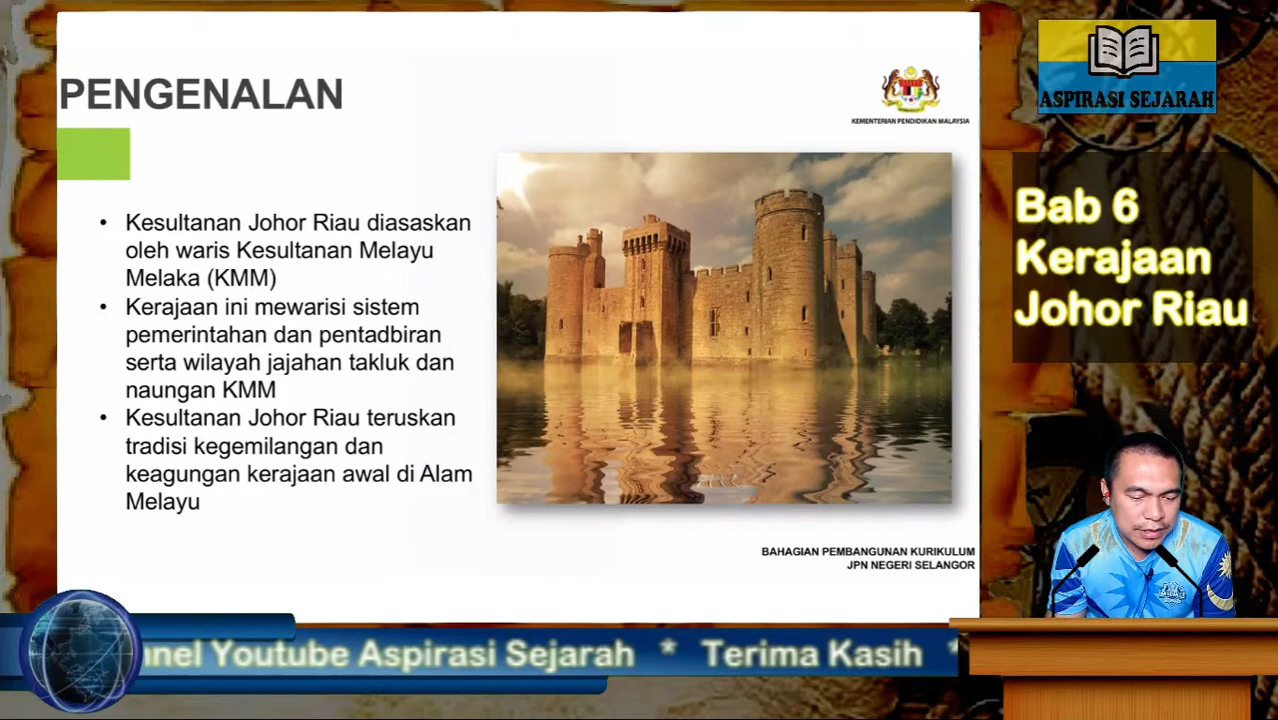 PENGENALAN
KEMENTERIAN PENDIDIKAN MALAYSIA
• Kesultanan Johor Riau diasaskan
oleh waris Kesultanan Melayu
Melaka (KMM)
• Kerajaan ini mewarisi sistem
pemerintahan dan pentadbiran
serta wilayah jajahan takluk dan
naungan KMM
• Kesultanan Johor Riau teruskan
tradisi kegemilangan dan
keagungan kerajaan awal di Alam
Melayu
BAHAGIAN PEMBANGUNAN KURIKULUM
JPN NEGERI SELANGOR
ASPIRASI SEJARAH
Bab 6
Kerajaan
Johor Riau
nnel Youtube Aspirasi Sejarah * Terima Kasih *